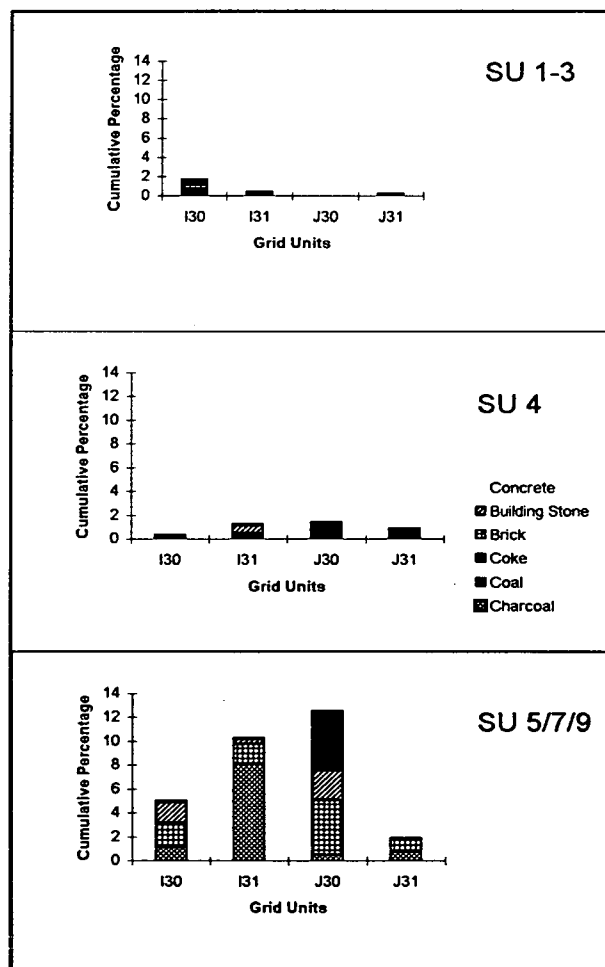 SU 1-3
Cumulative Percentage
14
12
10
8
6
4
2
0
I30 I31 J30 J31
Grid Units
SU 4
Cumulative Percentage
14
12
10
8
6
4
2
0
I30 I31 J30 J31
Grid Units
Concrete
Building Stone
Brick
Coke
Coal
Charcoal
SU 5/7/9
Cumulative Percentage
14
12
10
8
6
4
2
0
I30 I31 J30 J31
Grid Units